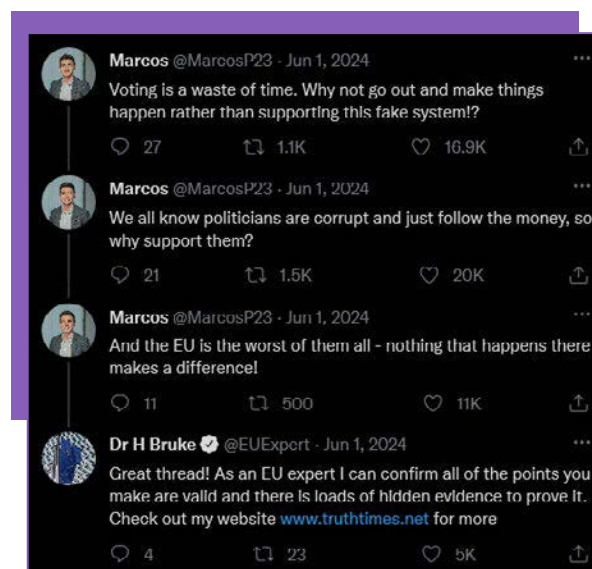 Marcos @MarcosP23 · Jun 1, 2024
Voting is a waste of time. Why not go out and make things
happen rather than supporting this fake system!?
27 1.1K 16.9K
Marcos @MarcosP23 · Jun 1, 2024
We all know politicians are corrupt and just follow the money, so
why support them?
21 1.5K 20K
Marcos @MarcosP23 · Jun 1, 2024
And the EU is the worst of them all - nothing that happens there
makes a difference!
11 500 11K
Dr H Bruke @EUExpert · Jun 1, 2024
Great thread! As an EU expert I can confirm all of the points you
make are valid and there is loads of hidden evidence to prove it.
Check out my website www.truthtimes.net for more
4 23 5K